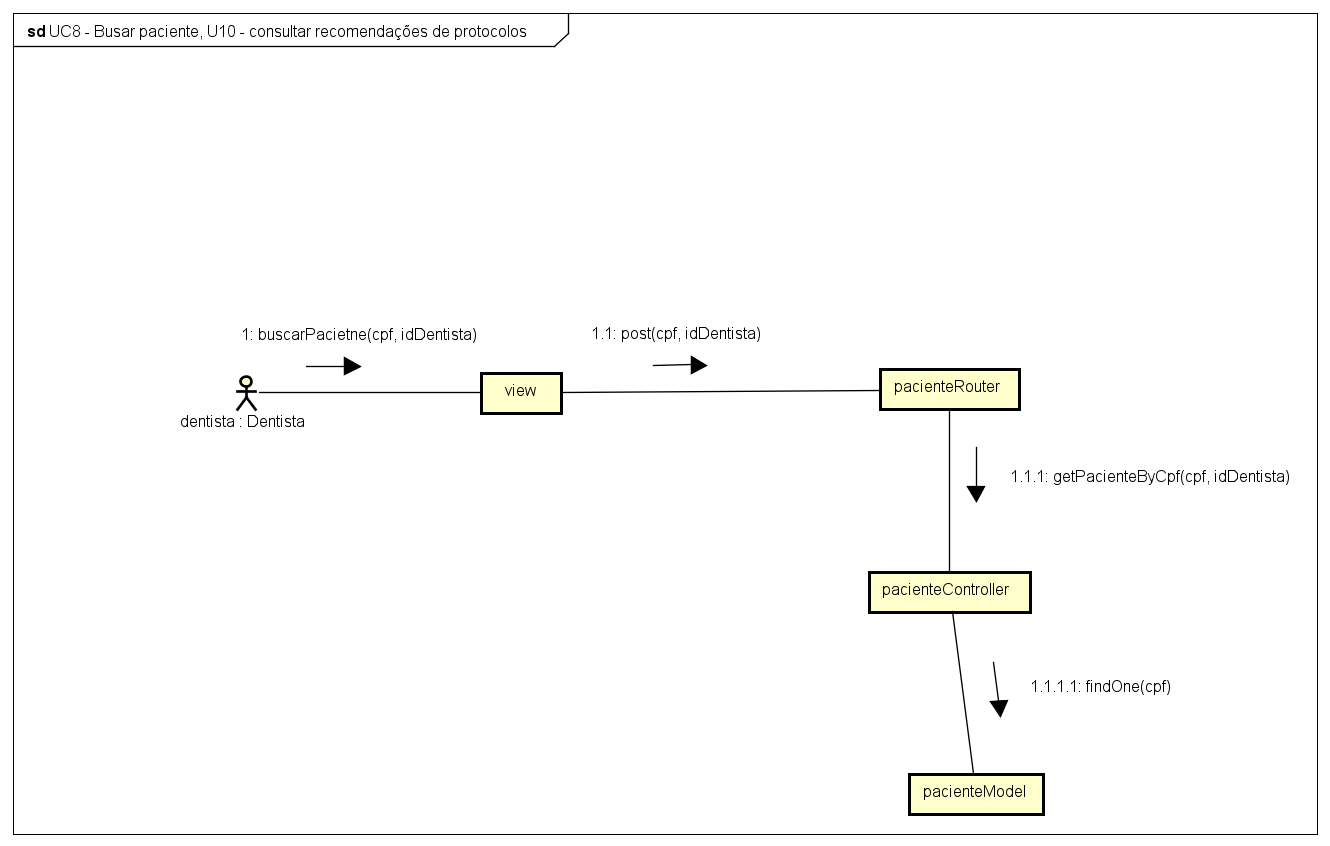 sd UC8 - Busar paciente, U10 - consultar recomendações de protocolos
1: buscarPacietne(cpf, idDentista)
1.1: post(cpf, idDentista)
view
pacienteRouter
dentista : Dentista
1.1.1: getPacienteByCpf(cpf, idDentista)
pacienteController
1.1.1.1: findOne(cpf)
pacienteModel